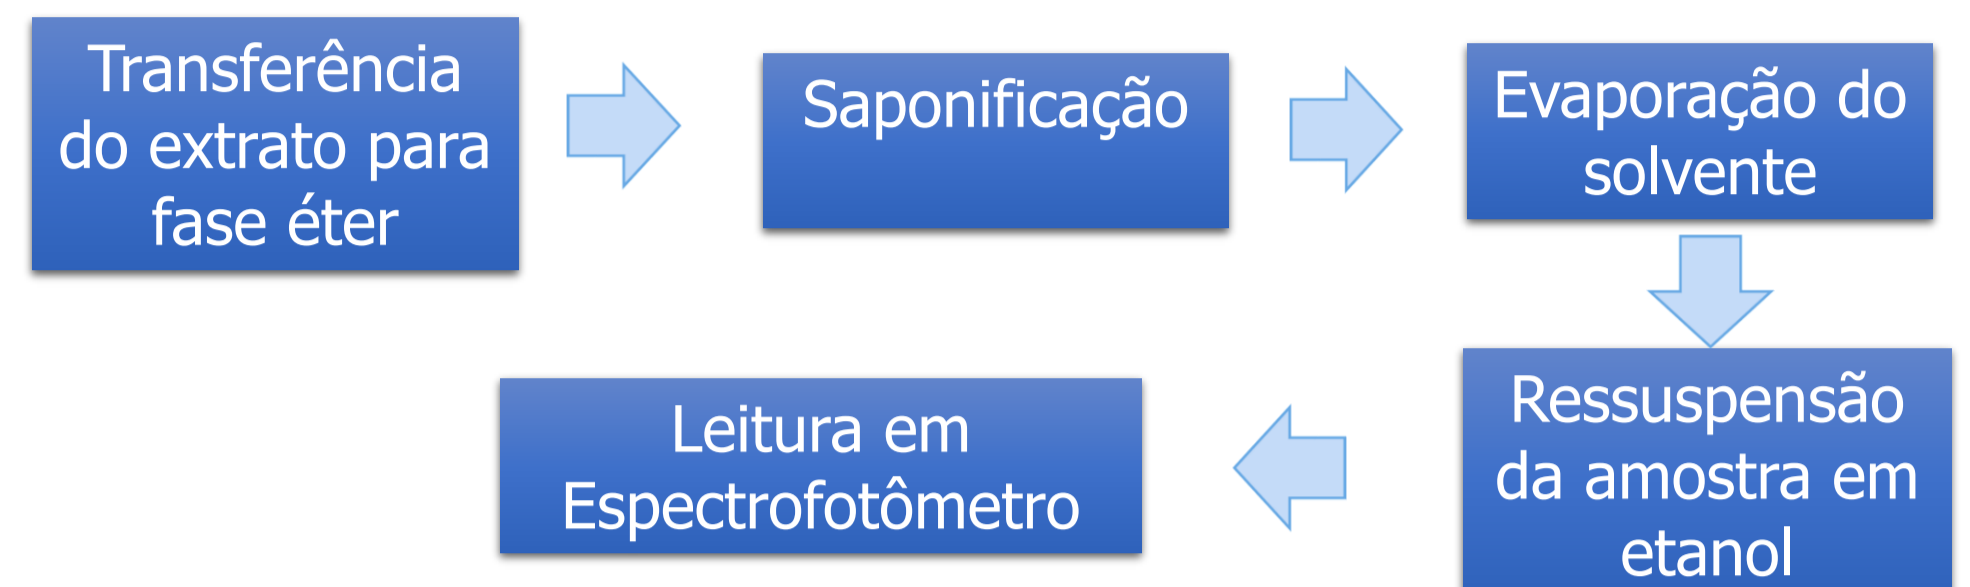 Transferência
do extrato para
fase éter
Saponificação
Evaporação do
solvente
Ressuspensão
da amostra em
etanol
Leitura em
Espectrofotômetro